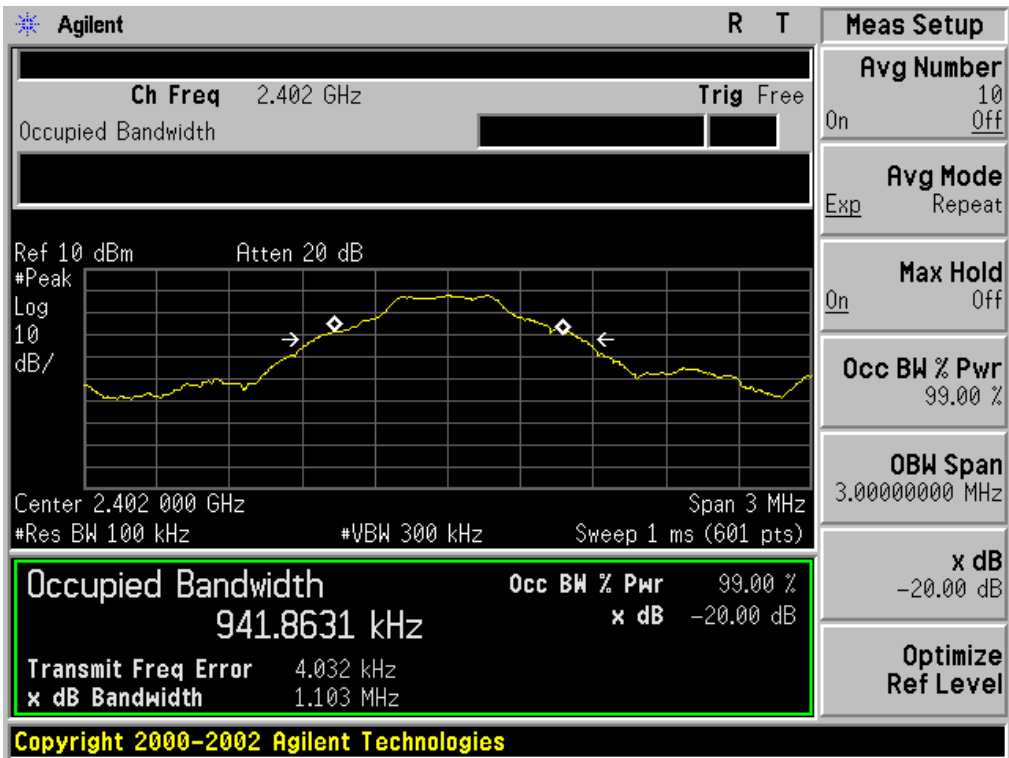 Agilent R T
Ch Freq 2.402 GHz Trig Free
Occupied Bandwidth
Ref 10 dBm Atten 20 dB
#Peak
Log
10
dB/
Center 2.402 000 GHz Span 3 MHz
#Res BW 100 kHz #VBW 300 kHz Sweep 1 ms (601 pts)
Occupied Bandwidth Occ BW % Pwr 99.00 %
941.8631 kHz x dB -20.00 dB
Transmit Freq Error 4.032 kHz
x dB Bandwidth 1.103 MHz
Copyright 2000-2002 Agilent Technologies
Meas Setup
Avg Number
10
On Off
Avg Mode
Exp Repeat
Max Hold
On Off
Occ BW % Pwr
99.00 %
OBW Span
3.00000000 MHz
x dB
-20.00 dB
Optimize
Ref Level